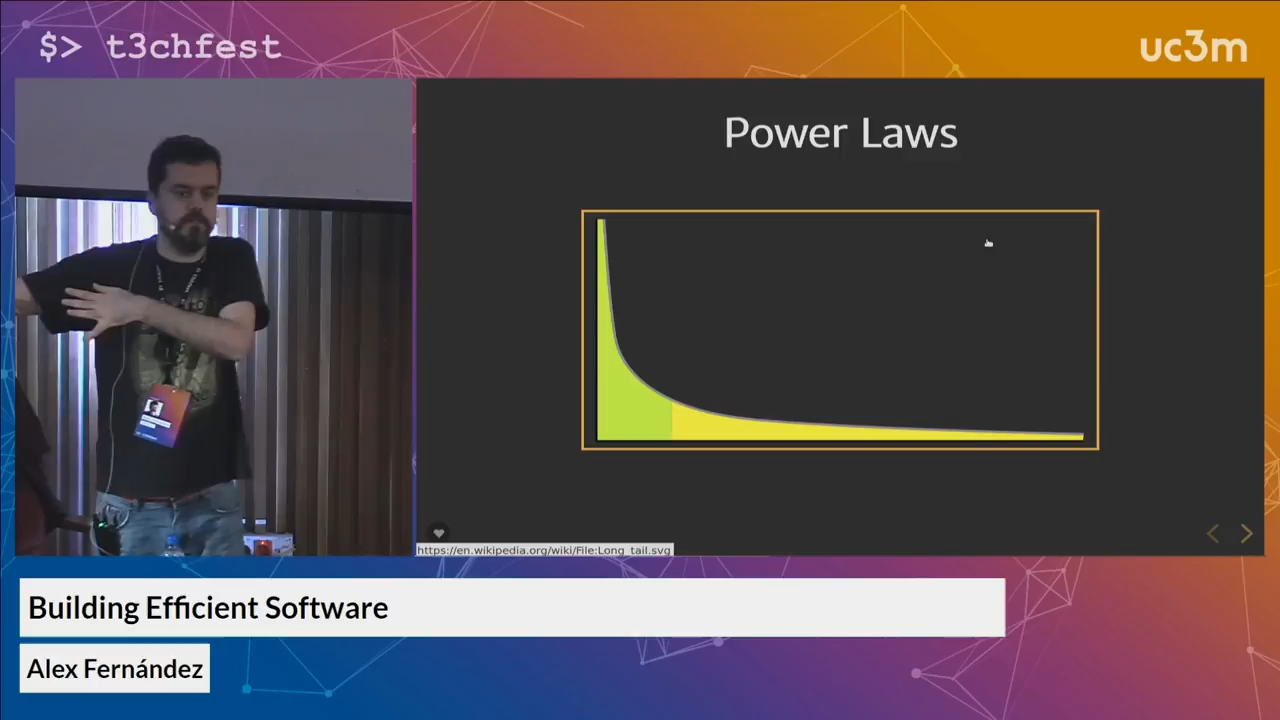 $> t3chfest
uc3m
Power Laws
https://en.wikipedia.org/wiki/File:Long_tail.svg
Building Efficient Software
Alex Fernández